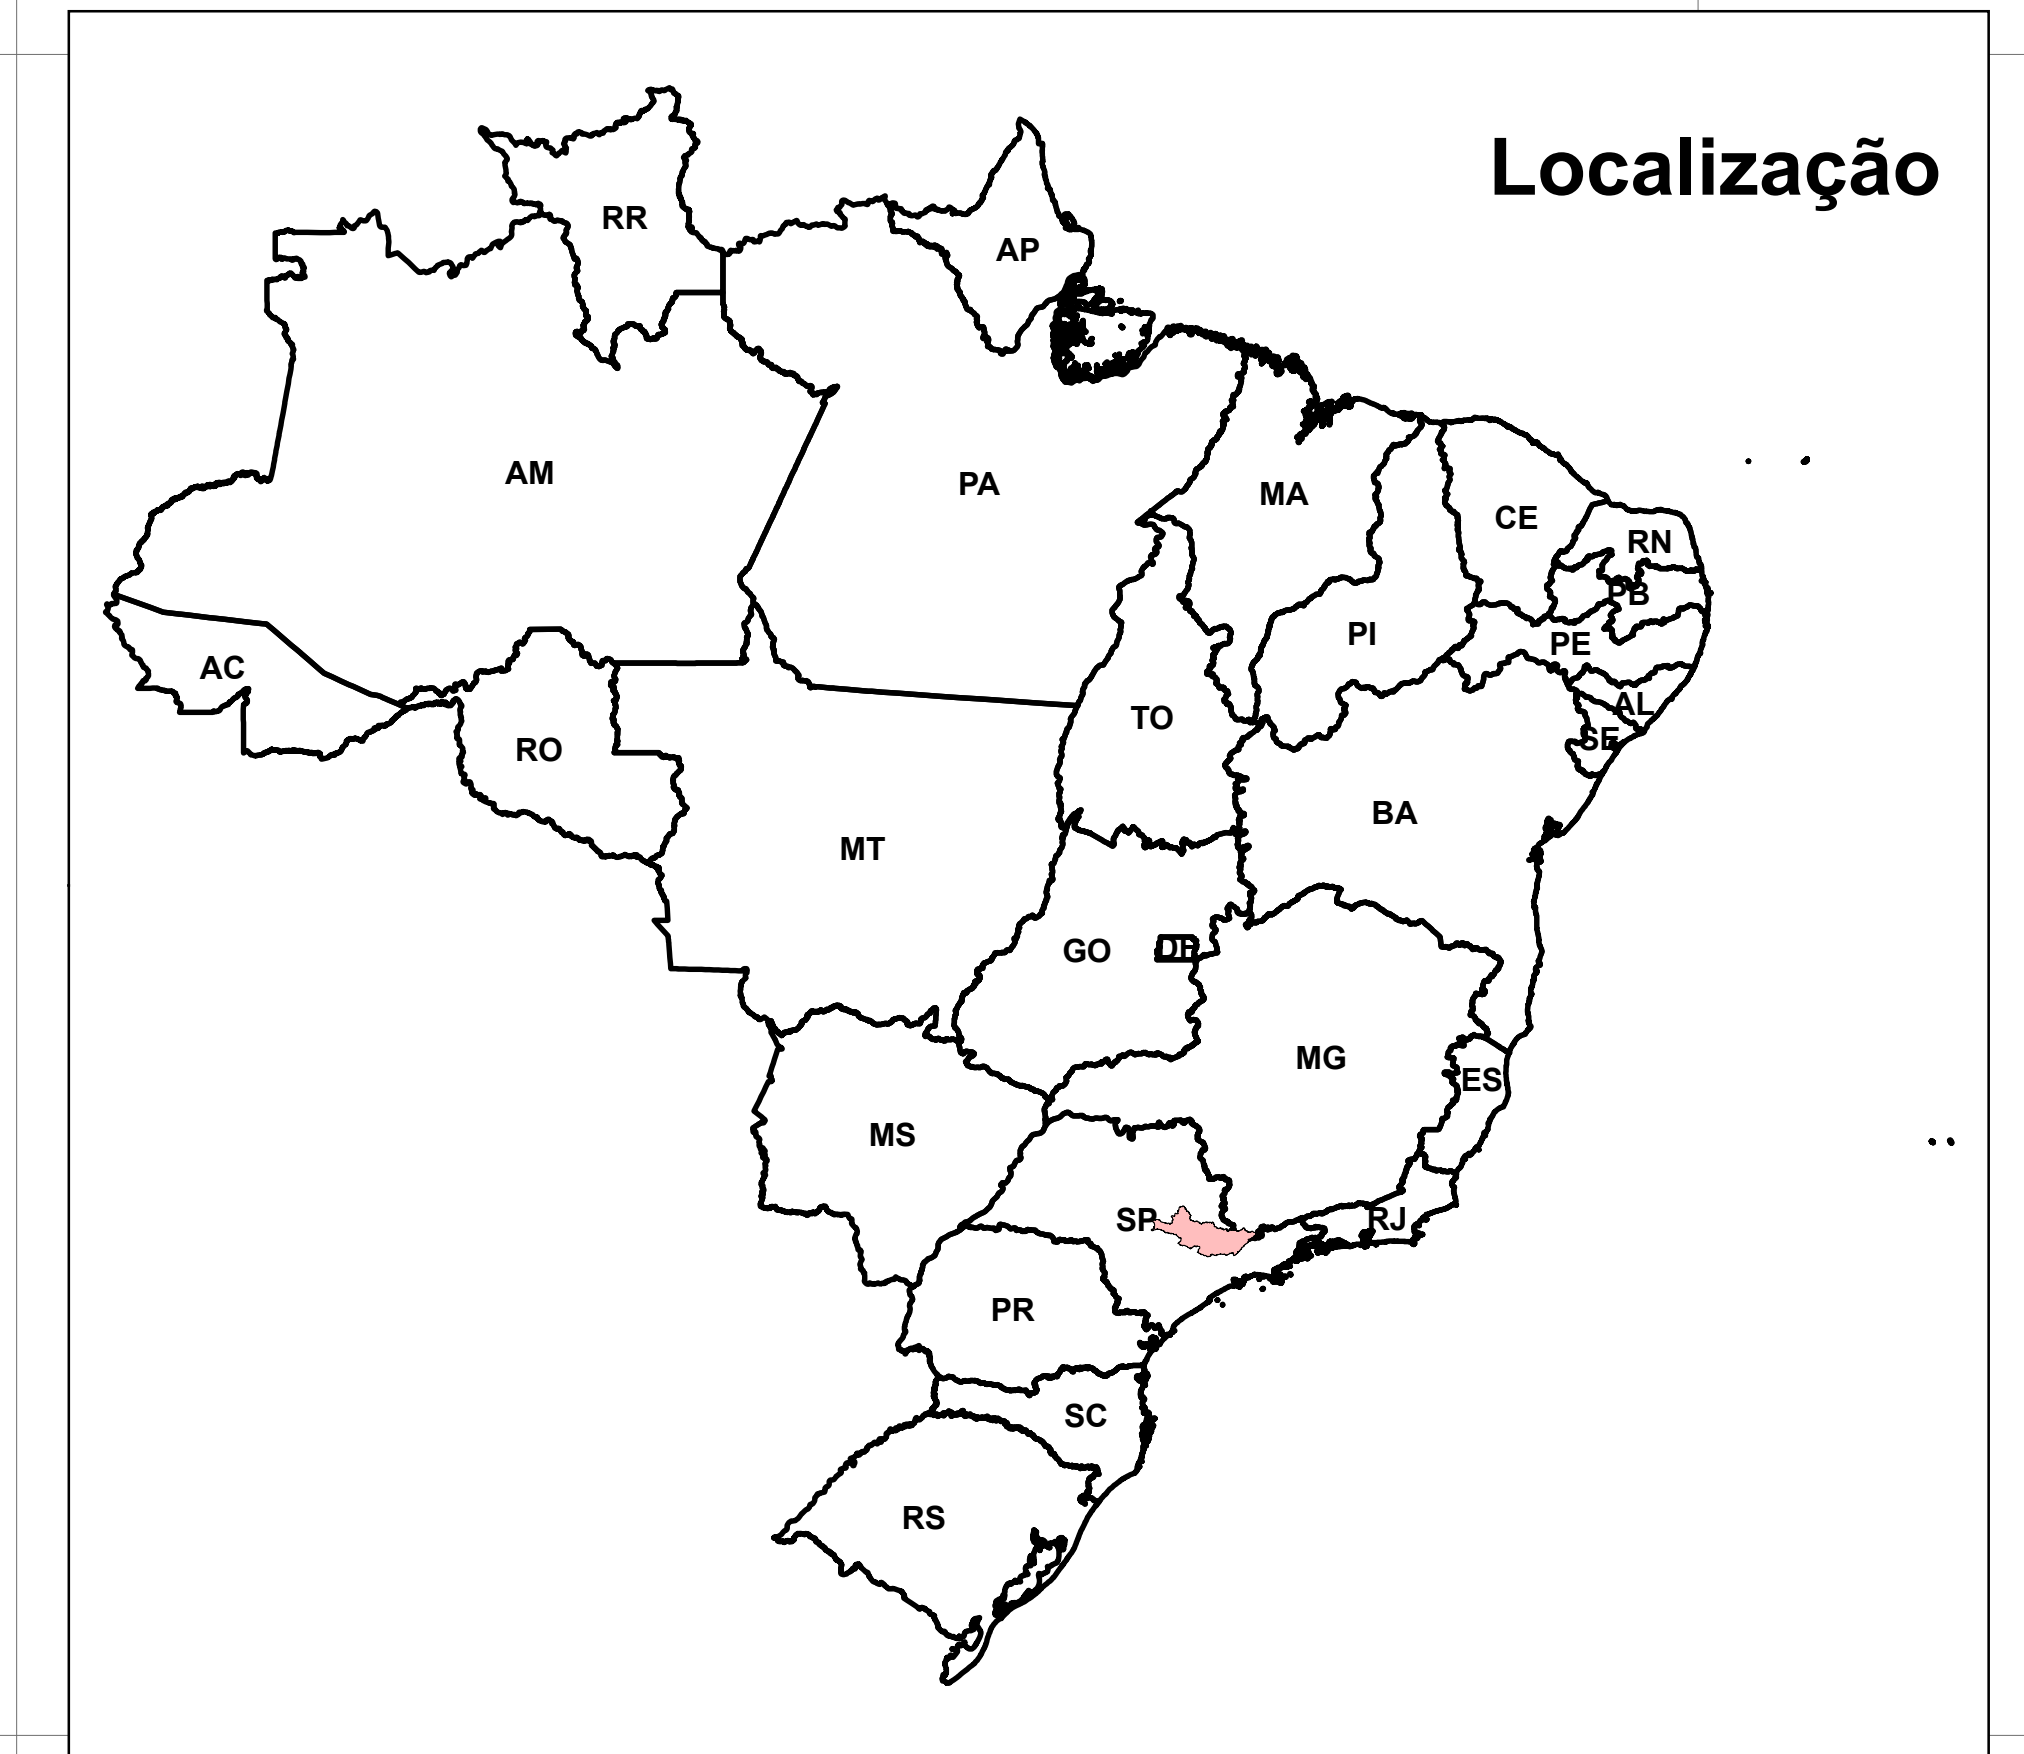 Localização
RR
AP
AM
PA
MA
CE
RN
PB
PI
PE
AC
AL
TO
SE
RO
BA
MT
DF
GO
MG
ES
MS
SP
RJ
PR
SC
RS